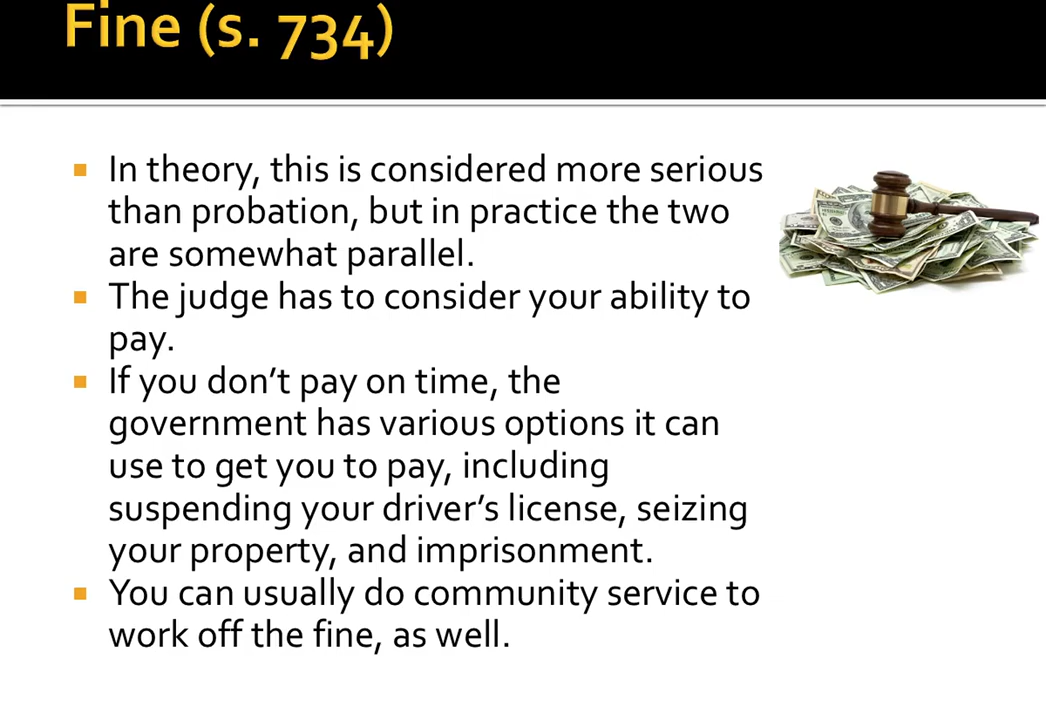 Fine (s. 734)
In theory, this is considered more serious
than probation, but in practice the two
are somewhat parallel.
The judge has to consider your ability to
pay.
If you don't pay on time, the
government has various options it can
use to get you to pay, including
suspending your driver's license, seizing
your property, and imprisonment.
You can usually do community service to
work off the fine, as well.